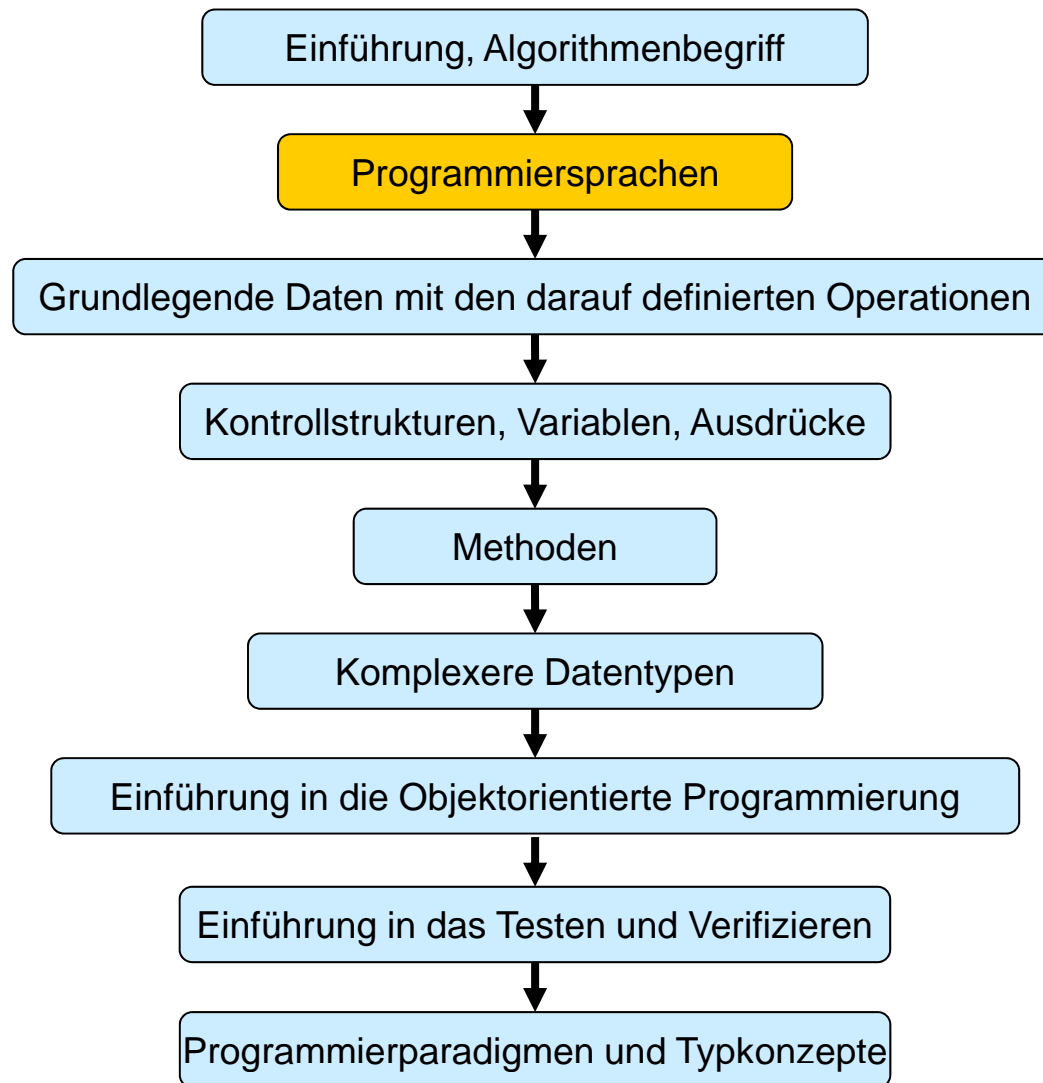 Einführung, Algorithmenbegriff
Programmiersprachen
Grundlegende Daten mit den darauf definierten Operationen
Kontrollstrukturen, Variablen, Ausdrücke
Methoden
Komplexere Datentypen
Einführung in die Objektorientierte Programmierung
Einführung in das Testen und Verifizieren
Programmierparadigmen und Typkonzepte